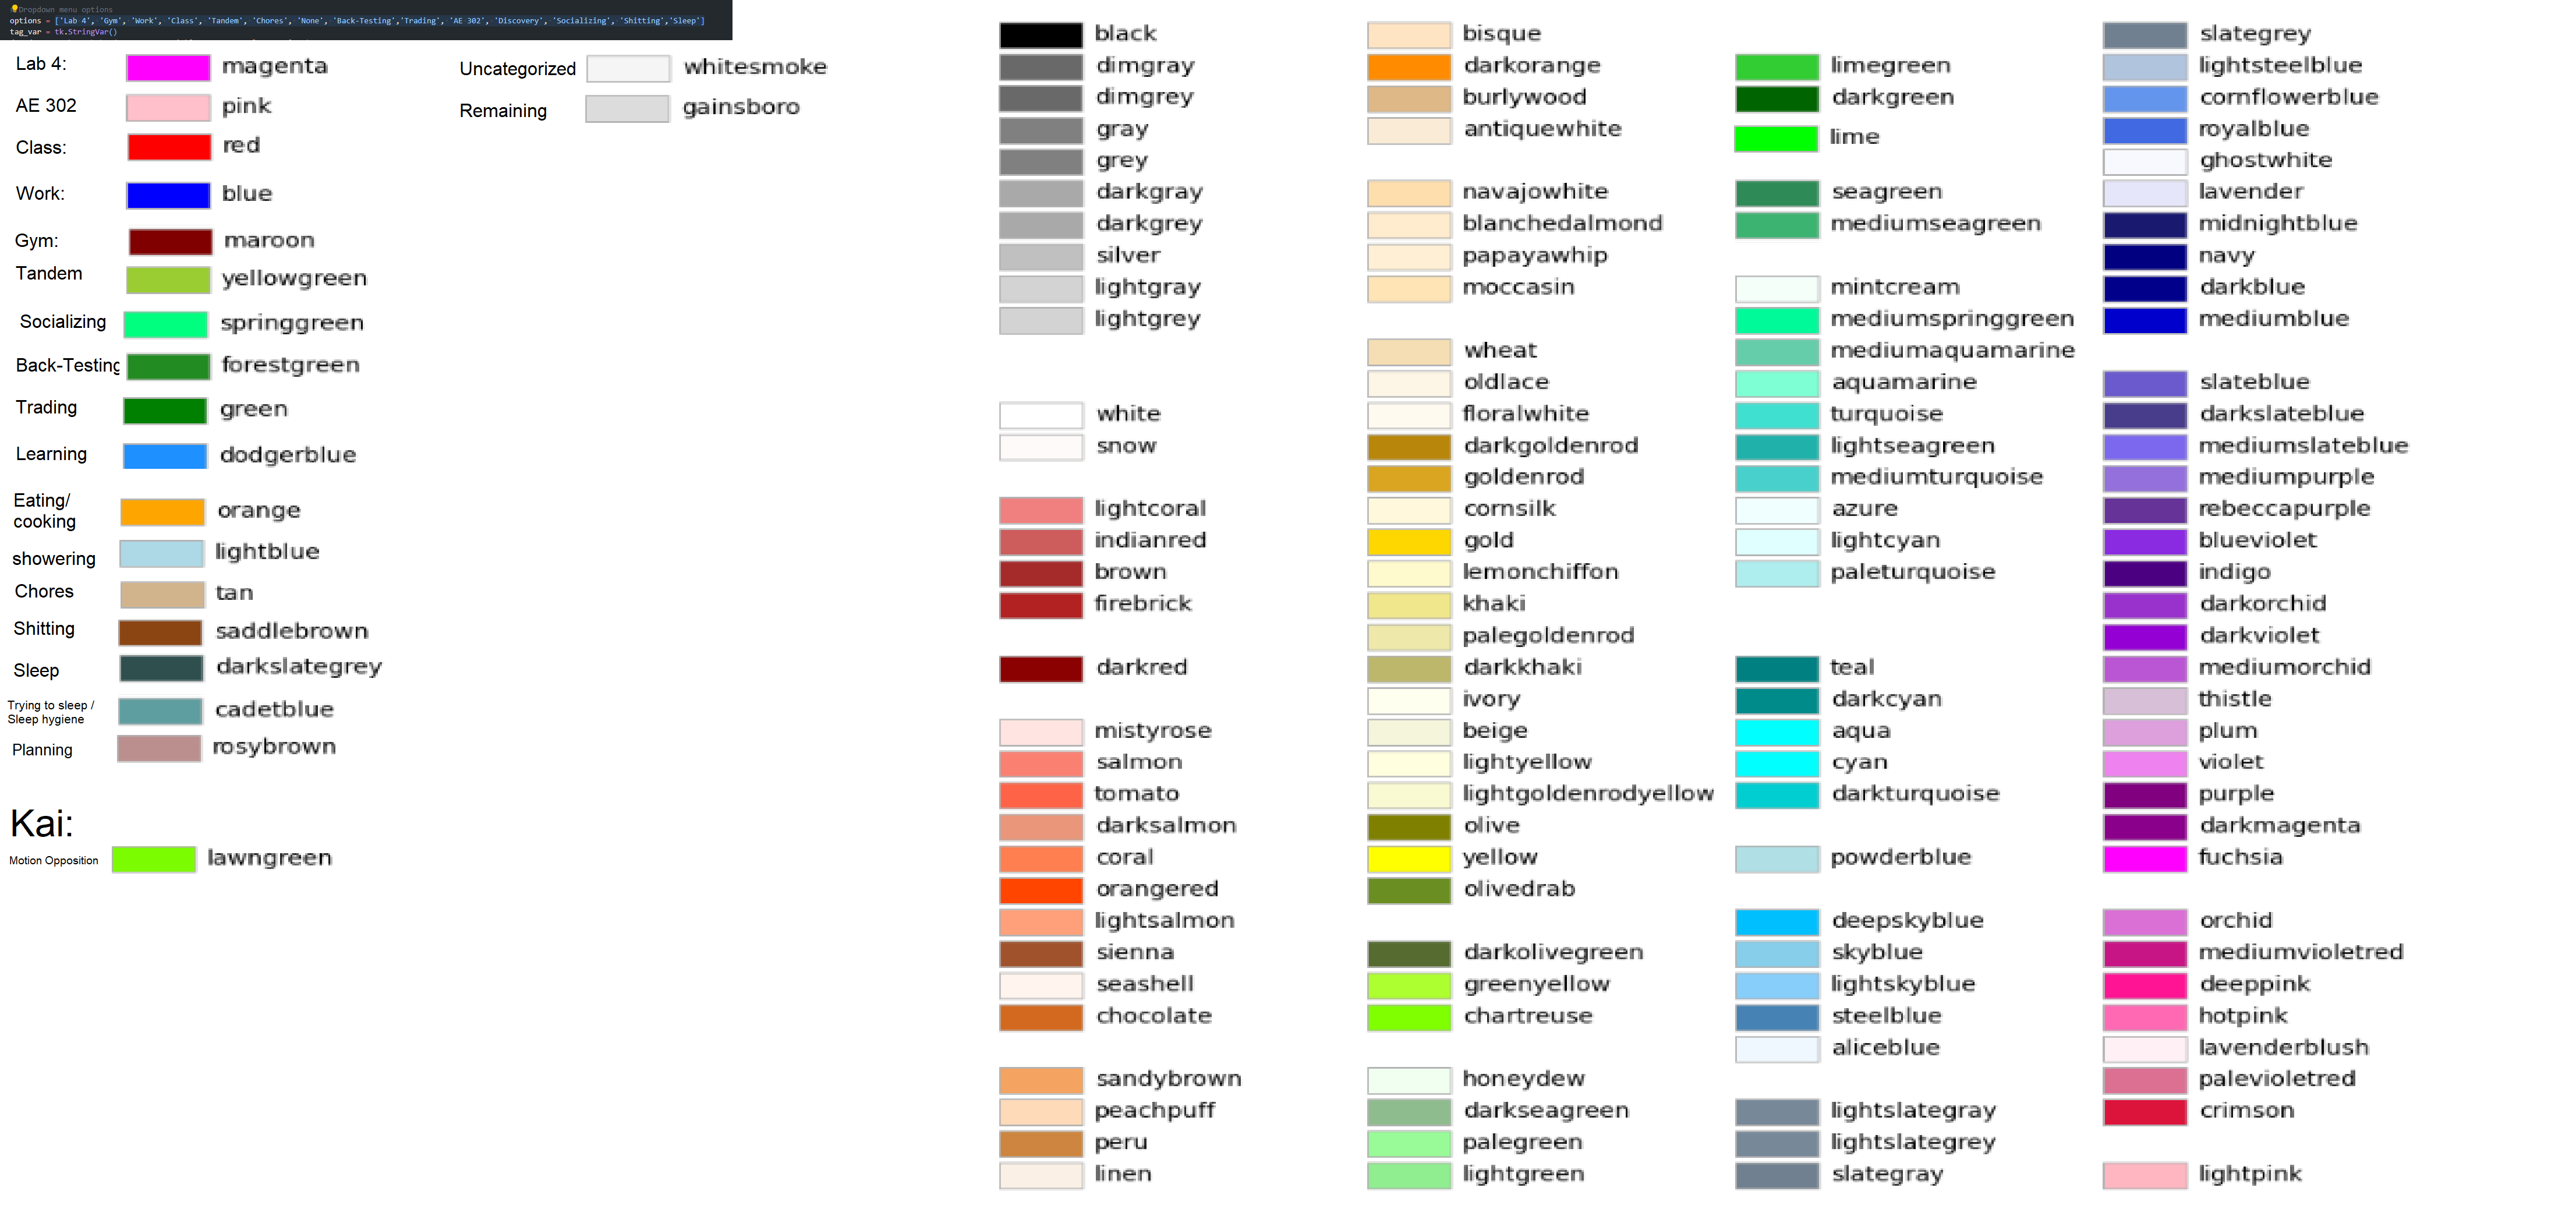 Dropdown menu options
options = ['Lab 4', 'Gym', 'Work', 'Class', 'Tandem', 'Chores', 'None', 'Back-Testing','Trading', 'AE 302', 'Discovery', 'Socializing', 'Shitting','Sleep']
tag_var = tk.StringVar()
Lab 4: magenta
AE 302 pink
Class: red
Work: blue
Gym: maroon
Tandem yellowgreen
Socializing springgreen
Back-Testing forestgreen
Trading green
Learning dodgerblue
Eating/
cooking orange
showering lightblue
Chores tan
Shitting saddlebrown
Sleep darkslategrey
Trying to sleep /
Sleep hygiene cadetblue
Planning rosybrown
Kai:
Motion Opposition lawngreen
Uncategorized whitesmoke
Remaining gainsboro
black
dimgray
dimgrey
gray
grey
darkgray
darkgrey
silver
lightgray
lightgrey
white
snow
lightcoral
indianred
brown
firebrick
darkred
mistyrose
salmon
tomato
darksalmon
coral
orangered
lightsalmon
sienna
seashell
chocolate
sandybrown
peachpuff
peru
linen
bisque
darkorange
burlywood
antiquewhite
navajowhite
blanchedalmond
papayawhip
moccasin
wheat
oldlace
floralwhite
darkgoldenrod
goldenrod
cornsilk
gold
lemonchiffon
khaki
palegoldenrod
darkkhaki
ivory
beige
lightyellow
lightgoldenrodyellow
olive
yellow
olivedrab
darkolivegreen
greenyellow
chartreuse
honeydew
darkseagreen
palegreen
lightgreen
limegreen
darkgreen
lime
seagreen
mediumseagreen
mintcream
mediumspringgreen
mediumaquamarine
aquamarine
turquoise
lightseagreen
mediumturquoise
azure
lightcyan
paleturquoise
teal
darkcyan
aqua
cyan
darkturquoise
powderblue
deepskyblue
skyblue
lightskyblue
steelblue
aliceblue
lightslategray
lightslategrey
slategray
slategrey
lightsteelblue
cornflowerblue
royalblue
ghostwhite
lavender
midnightblue
navy
darkblue
mediumblue
slateblue
darkslateblue
mediumslateblue
mediumpurple
rebeccapurple
blueviolet
indigo
darkorchid
darkviolet
mediumorchid
thistle
plum
violet
purple
darkmagenta
fuchsia
orchid
mediumvioletred
deeppink
hotpink
lavenderblush
palevioletred
crimson
lightpink